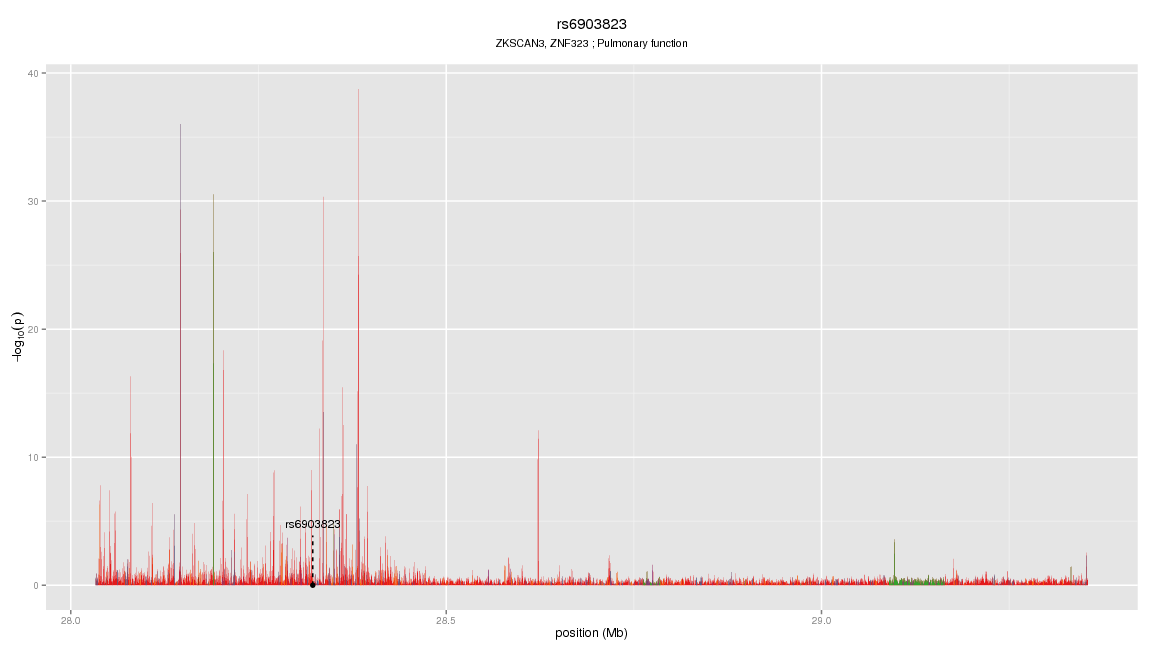 rs6903823
ZKSCAN3, ZNF323 ; Pulmonary function
40
30
20
10
0
−log10(p)
rs6903823
28.0
28.5
29.0
position (Mb)